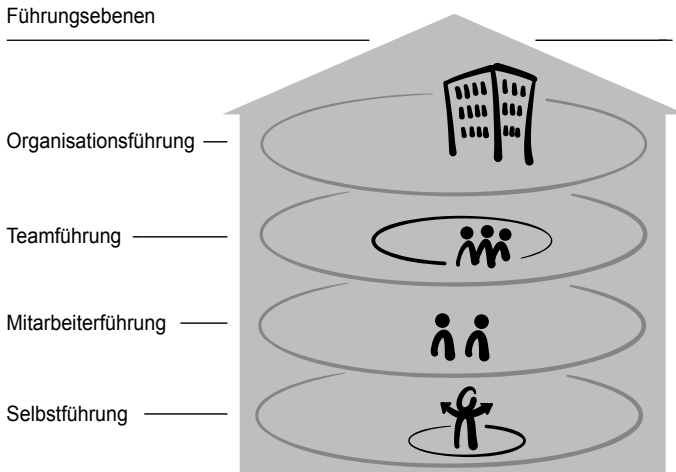 Führungsebenen
Organisationsführung
Teamführung
Mitarbeiterführung
Selbstführung